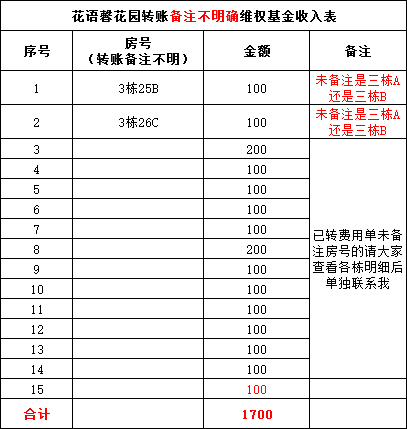 花语馨花园转账备注不明确维权基金收入表
序号 房号 金额 备注
（转账备注不明）
1 3栋25B 100 未备注是三栋A
还是三栋B
2 3栋26C 100 未备注是三栋A
还是三栋B
3 200
4 100
5 100
6 100
7 100
8 200
9 100
10 100
11 100
12 100
13 100
14 100
已转费用单未备
注房号的请大家
查看各栋明细后
单独联系我
15 100
合计 1700